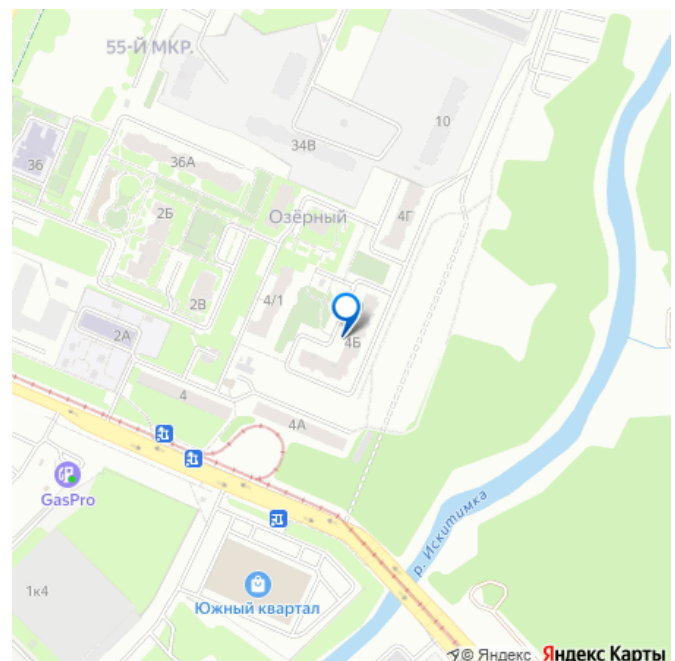 55-Й МКР.
10
34В
36А
36
2Б
Озёрный
4Г
2В
4/1
4Б
2А
4
4А
GasPro
р. Искитимка
1к4
Южный квартал
© Яндекс Яндекс Карты